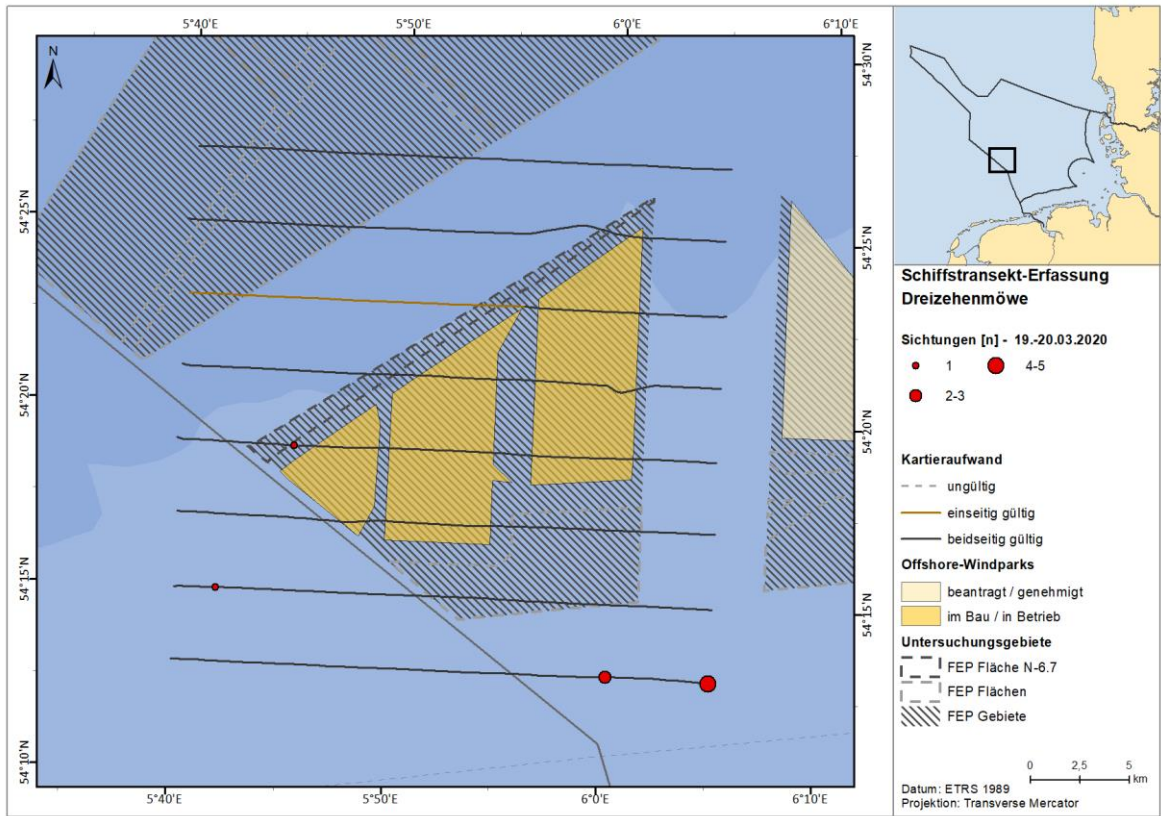 5°40'E 5°50'E 6°0'E 6°10'E
N
54°30'N
54°25'N
54°25'N
54°20'N
54°20'N
54°15'N
54°15'N
54°10'N
5°40'E 5°50'E 6°0'E 6°10'E
Schiffstransekt-Erfassung
Dreizehenmöwe
Sichtungen [n] - 19.-20.03.2020
1 4-5
2-3
Kartieraufwand
ungültig
einseitig gültig
beidseitig gültig
Offshore-Windparks
beantragt / genehmigt
im Bau / in Betrieb
Untersuchungsgebiete
FEP Fläche N-6.7
FEP Flächen
FEP Gebiete
0 2,5 5
km
Datum: ETRS 1989
Projektion: Transverse Mercator